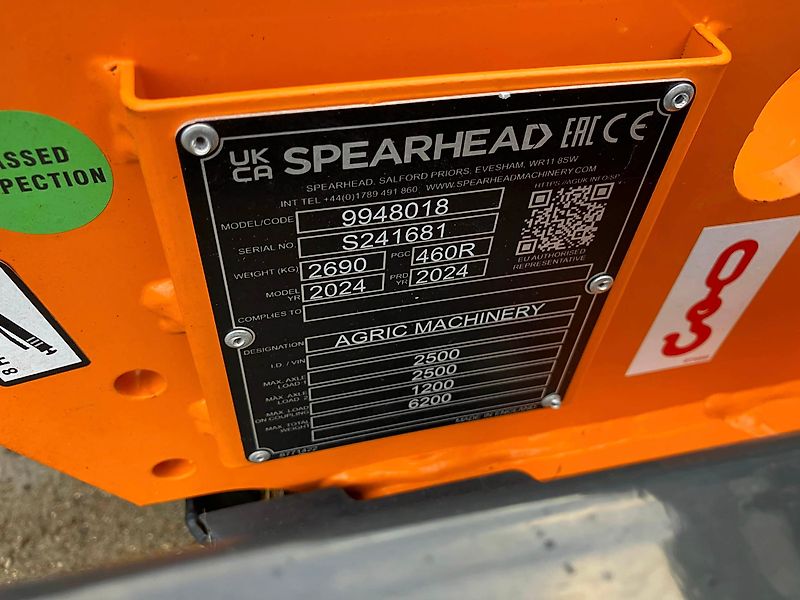 ASSED
PECTION
UK
CA
SPEARHEAD EAC CE
SPEARHEAD, SALFORD PRIORS, EVESHAM, WR11 8SW
INT TEL +44(0)1789 491 860 WWW.SPEARHEADMACHINERY.COM
MODEL/CODE 9948018
SERIAL NO. S241681
WEIGHT (KG) 2690 PGC 460R
MODEL YR 2024 PRD YR 2024
COMPLIES TO
EU AUTHORISED
REPRESENTATIVE
DESIGNATION AGRIC MACHINERY
I.D / VIN
MAX. AXLE LOAD 1 2500
MAX. AXLE LOAD 2 2500
MAX. LOAD ON COUPLING 1200
MAX. TOTAL WEIGHT 6200
MADE IN ENGLAND
8771472